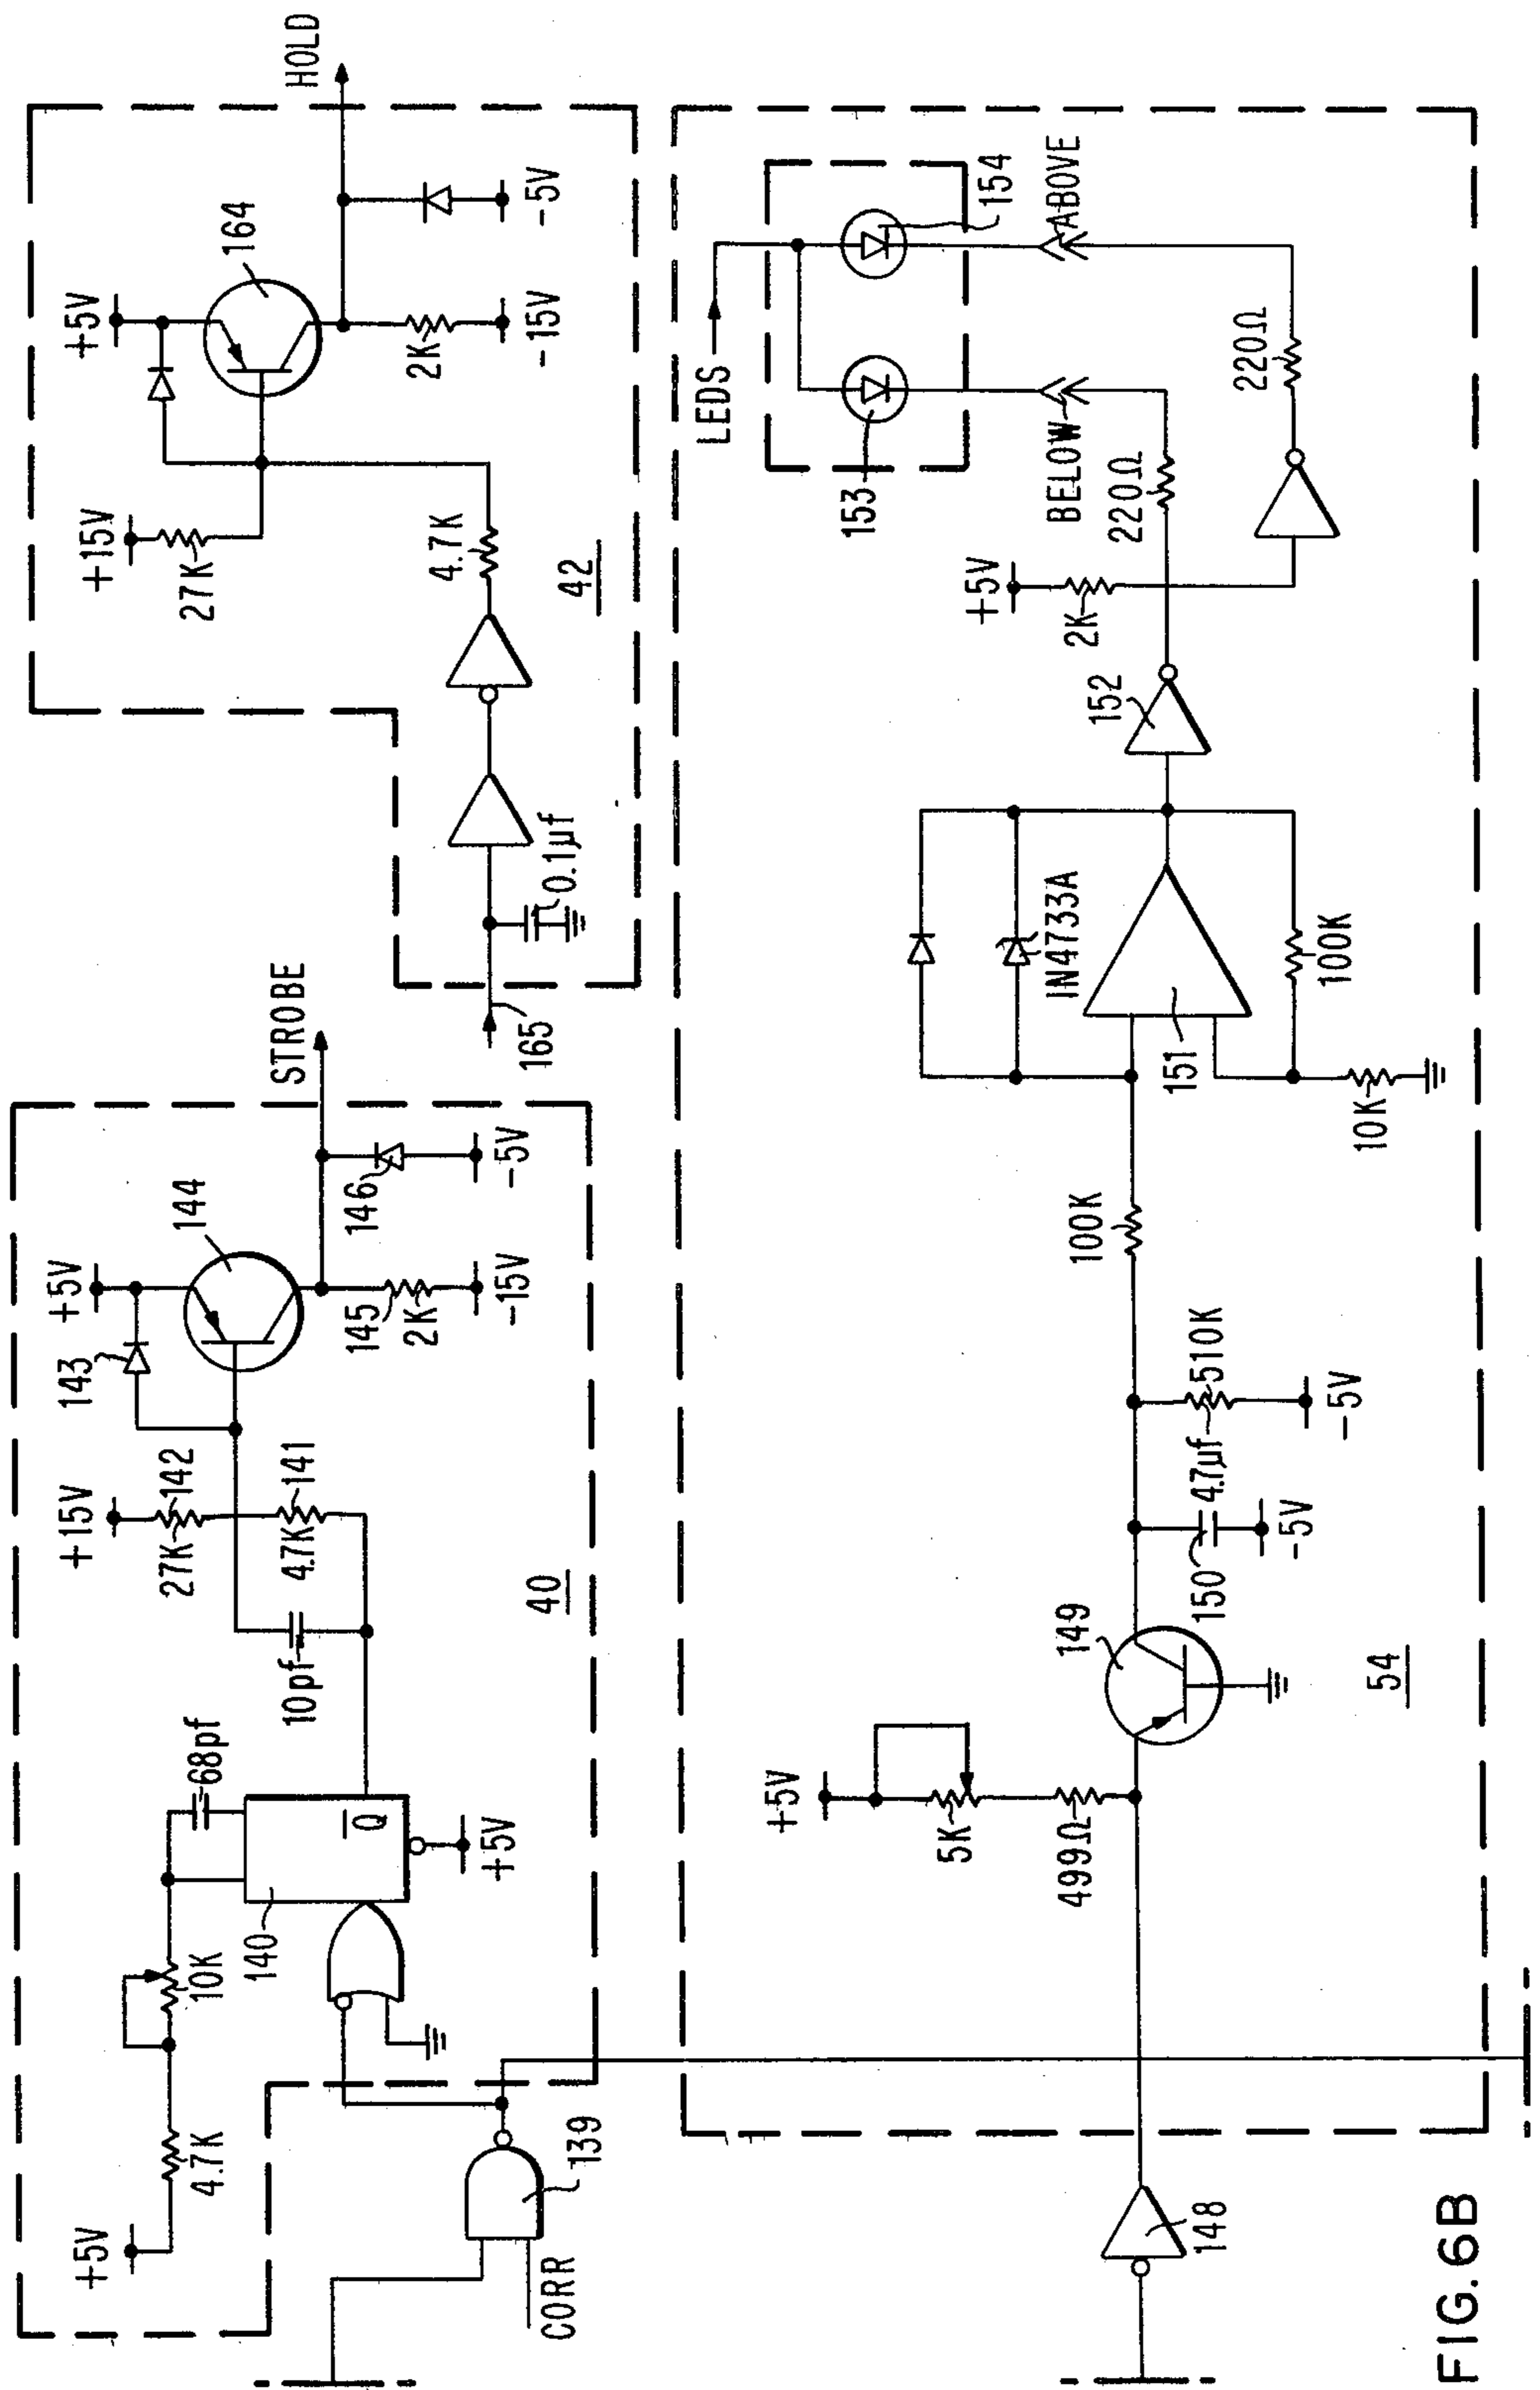 +5V
4.7K
10K
68pf
140
Q
+5V
CORR
139
10pf
+15V
27K
142
4.7K
141
143
+5V
144
145
2K
-15V
146
-5V
STROBE
40
165
0.1µf
4.7K
42
+15V
27K
+5V
164
2K
-15V
-5V
HOLD
148
+5V
5K
499Ω
149
150
4.7µf
-5V
510K
-5V
54
100K
151
IN4733A
100K
10K
152
+5V
2K
220Ω
BELOW
220Ω
ABOVE
LEDS
153
154
FIG. 6B